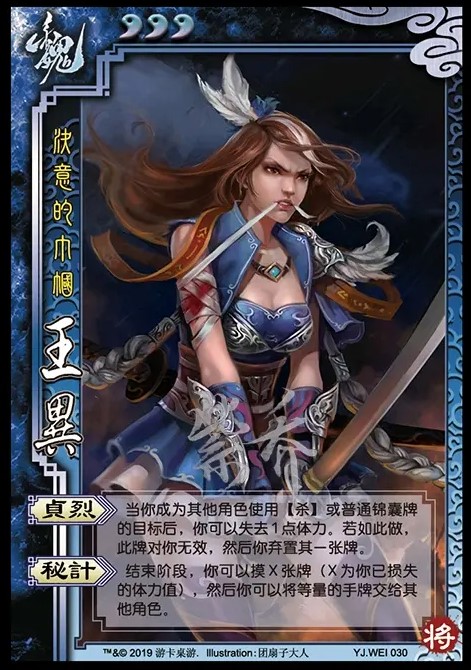 魏
決意的巾幗
王異
紫乔
貞烈
当你成为其他角色使用【杀】或普通锦囊牌
的目标后，你可以失去1点体力。若如此做，
此牌对你无效，然后你弃置其一张牌。
秘計
结束阶段，你可以摸X张牌（X为你已损失
的体力值），然后你可以将等量的手牌交给其
他角色。
将
™&© 2019 游卡桌游. Illustration:团扇子大人
YJ.WEI 030